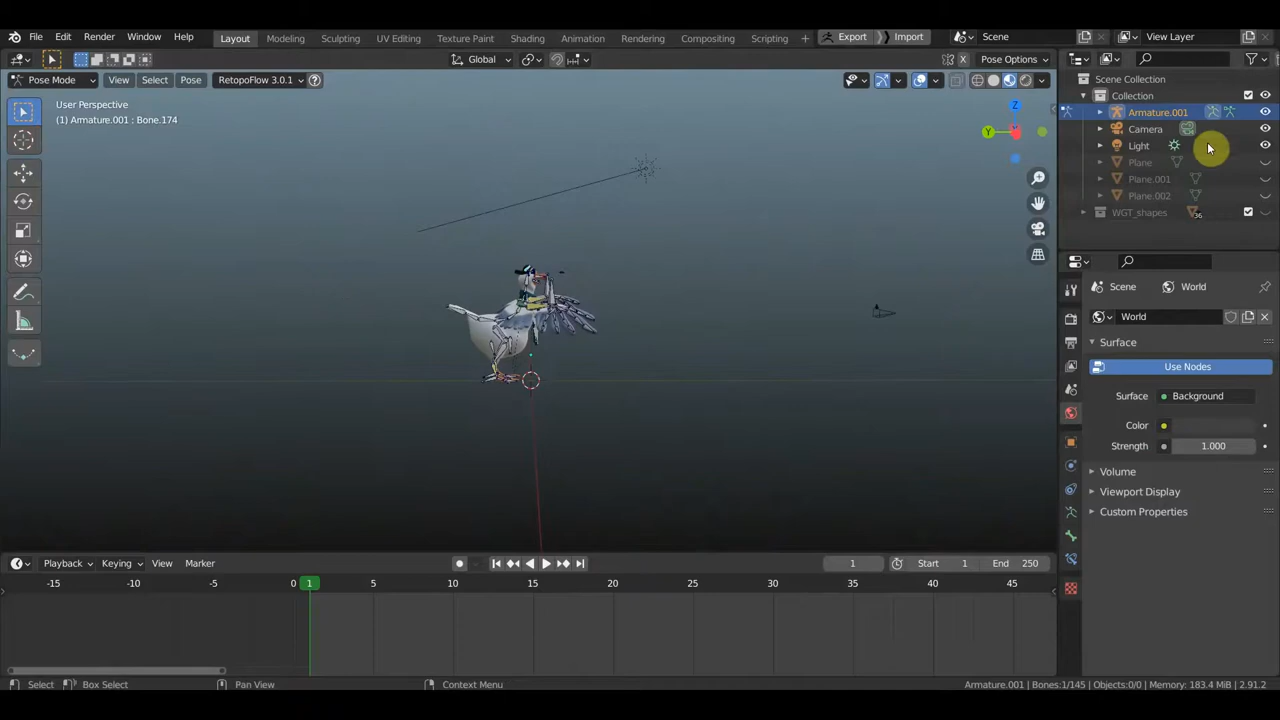 File Edit Render Window Help Layout Modeling Sculpting UV Editing Texture Paint Shading Animation Rendering Compositing Scripting + Export Import Scene View Layer
Global X Pose Options
Pose Mode View Select Pose RetopoFlow 3.0.1
User Perspective
(1) Armature.001 : Bone.174
Z
Y
Scene Collection
Collection
Armature.001
Camera
Light
Plane
Plane.001
Plane.002
WGT_shapes 36
Scene World
World
Surface
Use Nodes
Surface Background
Color
Strength 1.000
Volume
Viewport Display
Custom Properties
Playback Keying View Marker 1 Start 1 End 250
-15 -10 -5 0 1 5 10 15 20 25 30 35 40 45
Select Box Select Pan View Context Menu Armature.001 | Bones:1/145 | Objects:0/0 | Memory: 183.4 MiB | 2.91.2